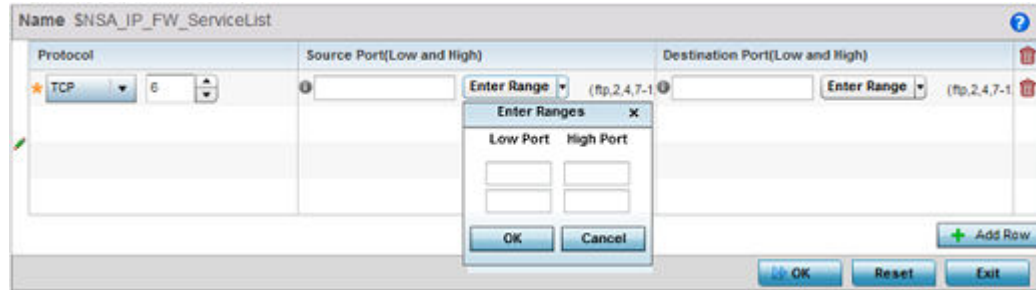 Name $NSA_IP_FW_ServiceList
Protocol Source Port(Low and High) Destination Port(Low and High)
TCP 6 Enter Range (ftp,2,4,7-1 Enter Range (ftp,2,4,7-1
Enter Ranges x
Low Port High Port
OK Cancel
Add Row
OK Reset Exit